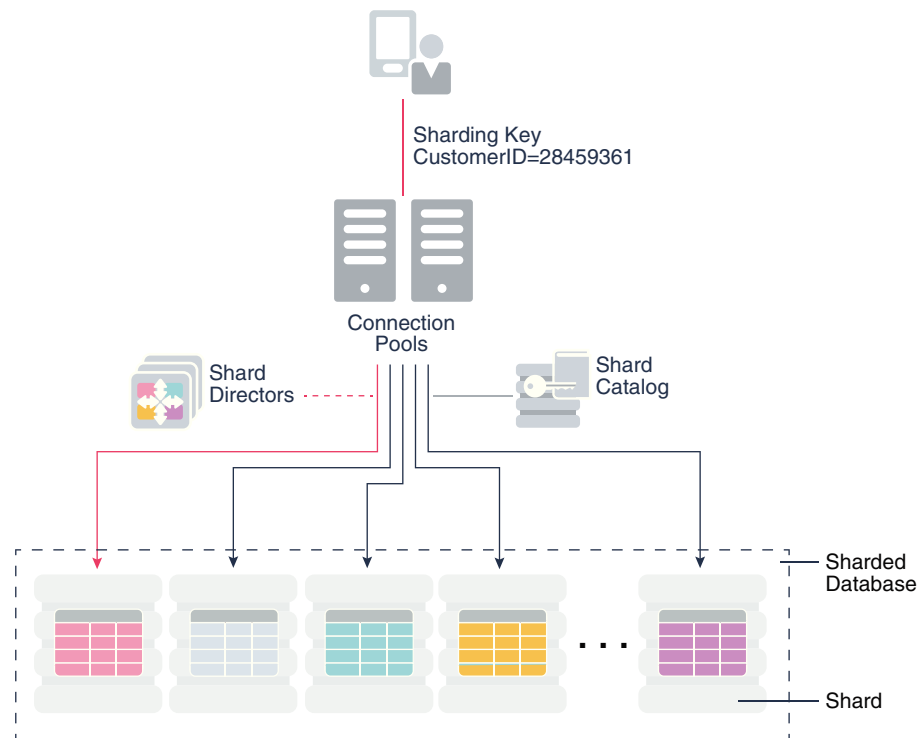 Sharding Key
CustomerID=28459361
Connection
Pools
Shard
Directors
Shard
Catalog
Sharded
Database
Shard